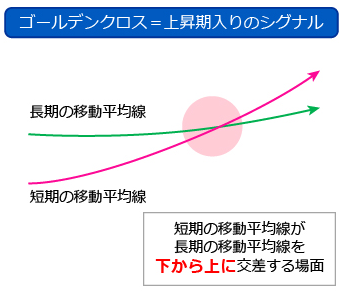 ゴールデンクロス＝上昇期入りのシグナル
長期の移動平均線
短期の移動平均線
短期の移動平均線が
長期の移動平均線を
下から上に交差する場面